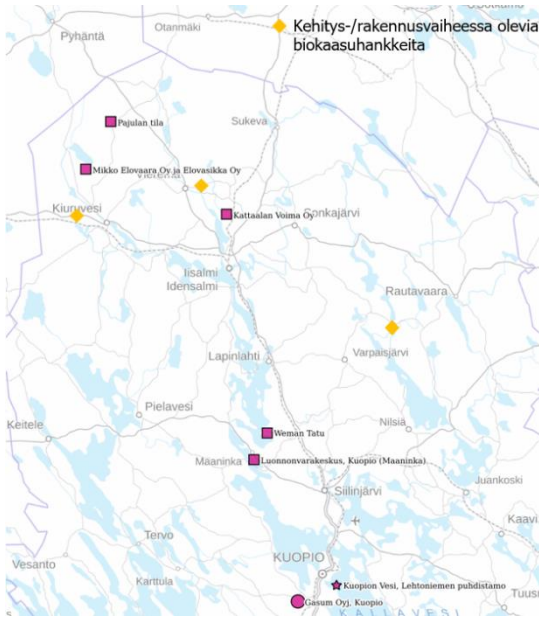 Kehitys-/rakennusvaiheessa olevia
biokaasuhankkeita
Otanmäki
Pyhäntä
Pajulan tila
Sukeva
Mikko Elovaara Oy ja Elovasikka Oy
Kiuruvesi
Kattaalan Voima Oy
Sonkajärvi
Iisalmi
Idensalmi
Rautavaara
Lapinlahti
Varpaisjärvi
Pielavesi
Keitele
Nilsiä
Weman Tatu
Maaninka
Luonnonvarakeskus, Kuopio (Maaninka)
Juankoski
Siilinjärvi
Kaavi
Tervo
Vesanto
KUOPIO
Karttula
Kuopion Vesi, Lehtoniemen puhdistamo
Tuus
Gasum Oyj, Kuopio
KALLAVESI